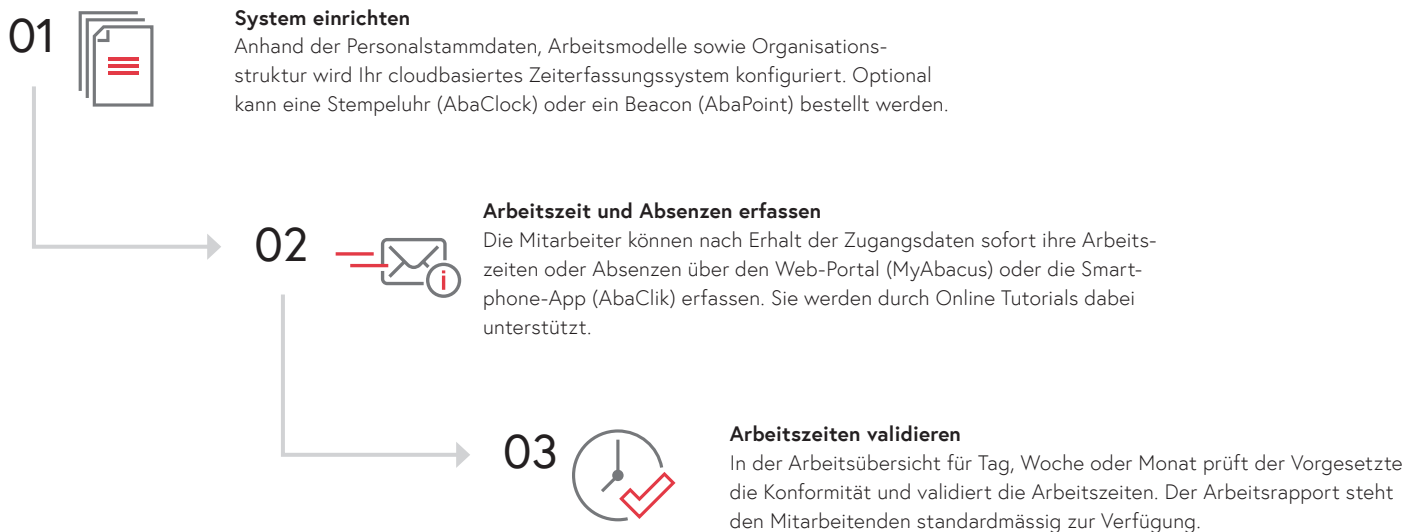 01
System einrichten
Anhand der Personalstammdaten, Arbeitsmodelle sowie Organisations-
struktur wird Ihr cloudbasiertes Zeiterfassungssystem konfiguriert. Optional
kann eine Stempeluhr (AbaClock) oder ein Beacon (AbaPoint) bestellt werden.
02
i
Arbeitszeit und Absenzen erfassen
Die Mitarbeiter können nach Erhalt der Zugangsdaten sofort ihre Arbeits-
zeiten oder Absenzen über den Web-Portal (MyAbacus) oder die Smart-
phone-App (AbaClik) erfassen. Sie werden durch Online Tutorials dabei
unterstützt.
03
Arbeitszeiten validieren
In der Arbeitsübersicht für Tag, Woche oder Monat prüft der Vorgesetzte
die Konformität und validiert die Arbeitszeiten. Der Arbeitsrapport steht
den Mitarbeitenden standardmässig zur Verfügung.